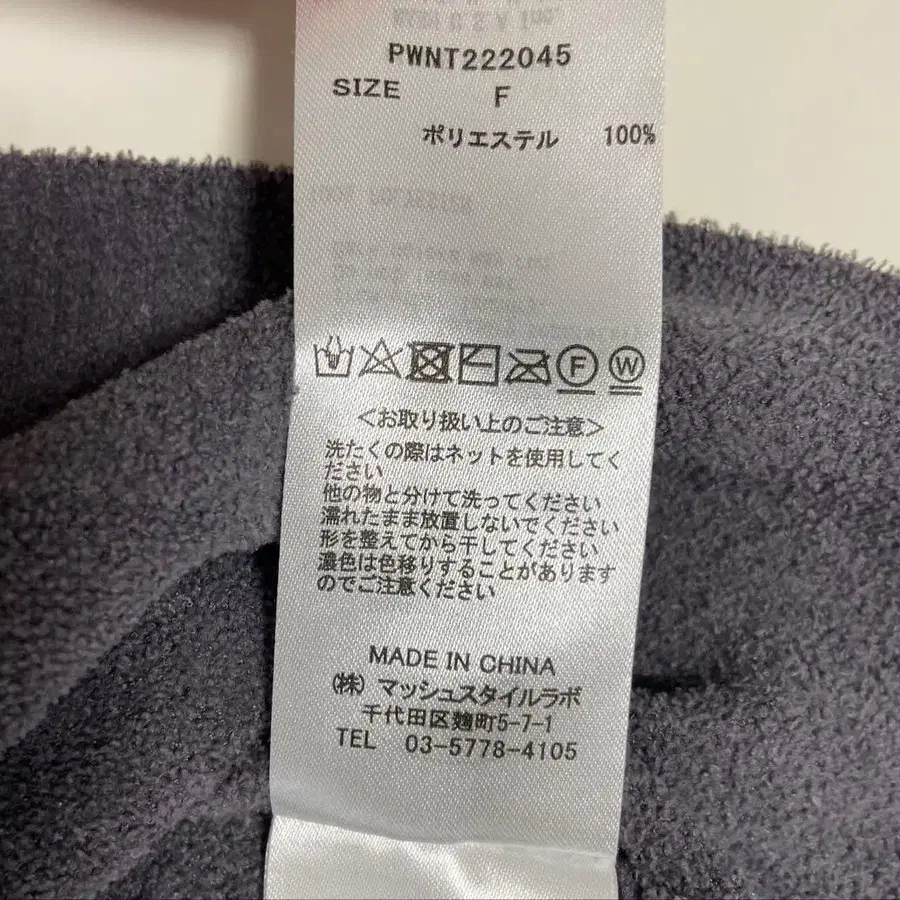 PWNT222045
SIZE F
ポリエステル 100%
F W
<お取り扱い上のご注意>
洗たくの際はネットを使用してく
ださい
他の物と分けて洗ってください
濡れたまま放置しないでください
形を整えてから干してください
濃色は色移りすることがあります
のでご注意ください
MADE IN CHINA
(株) マッシュスタイルラボ
千代田区麹町5-7-1
TEL 03-5778-4105